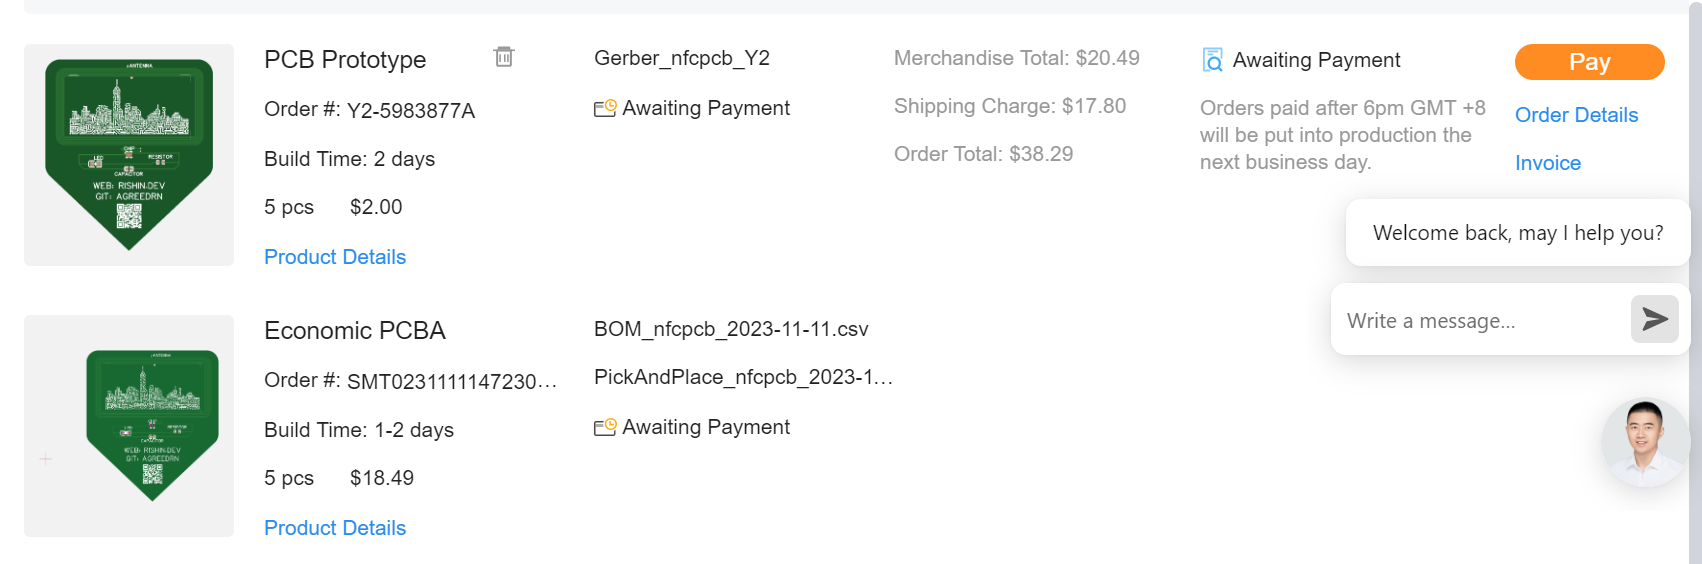 ANTENNA
CHIP
LED
RESISTOR
CAPACITOR
WEB: RISHIN.DEV
GIT: AGREEDRN
PCB Prototype
Order #: Y2-5983877A
Build Time: 2 days
5 pcs $2.00
Product Details
Gerber_nfcpcb_Y2
Awaiting Payment
Merchandise Total: $20.49
Shipping Charge: $17.80
Order Total: $38.29
Awaiting Payment
Orders paid after 6pm GMT +8
will be put into production the
next business day.
Pay
Order Details
Invoice
Welcome back, may I help you?
Write a message...
ANTENNA
CAPACITOR
WEB: RISHIN.DEV
GIT: AGREEDRN
Economic PCBA
Order #: SMT0231111147230...
Build Time: 1-2 days
5 pcs $18.49
Product Details
BOM_nfcpcb_2023-11-11.csv
PickAndPlace_nfcpcb_2023-1...
Awaiting Payment